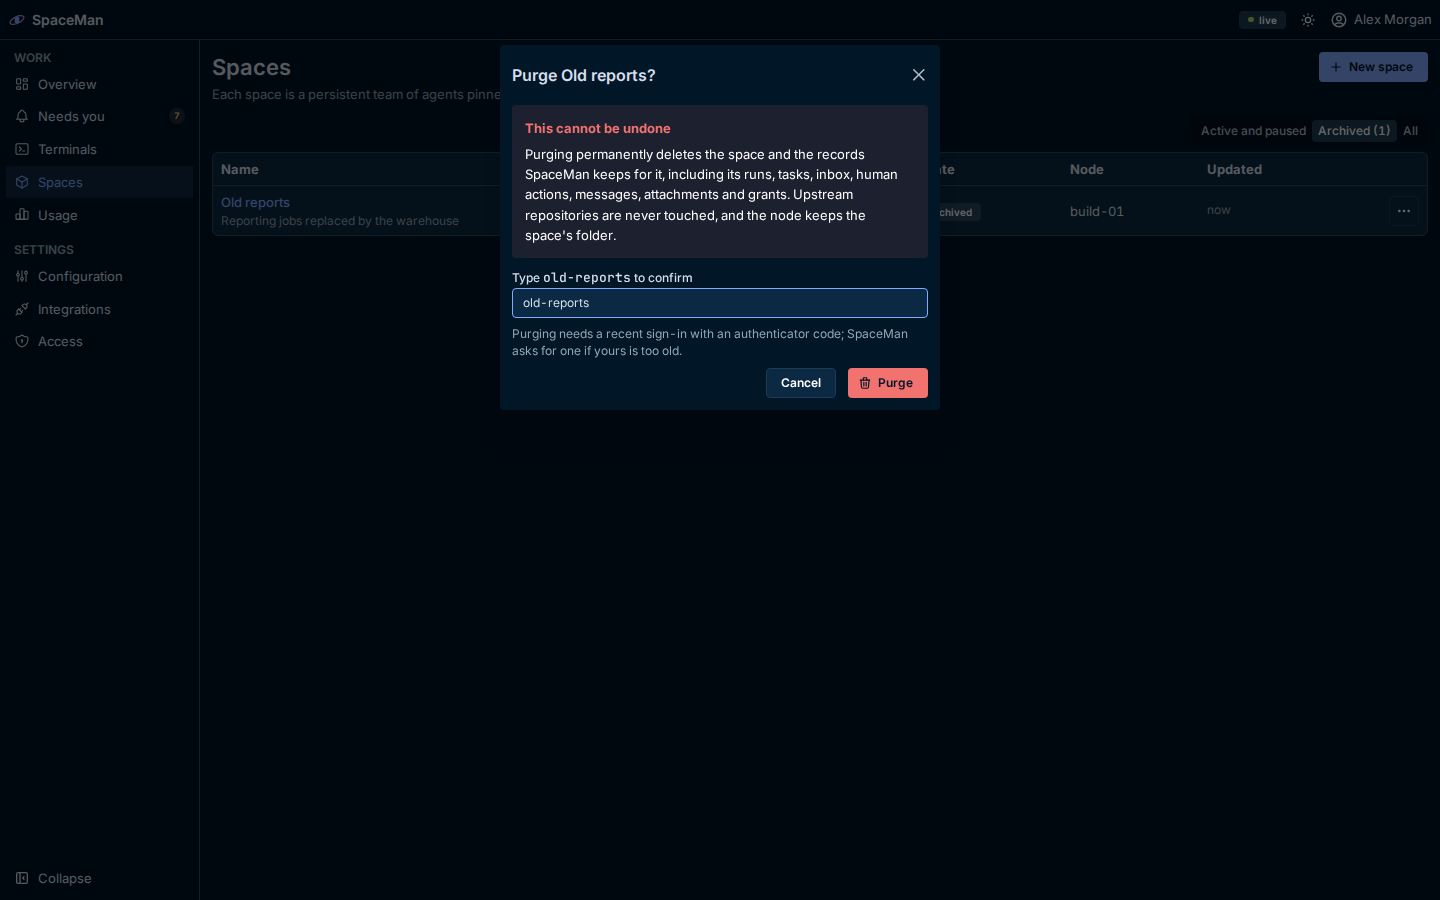 SpaceMan
live
Alex Morgan
WORK
Overview
Needs you
7
Terminals
Spaces
Usage
SETTINGS
Configuration
Integrations
Access
Collapse
Spaces
New space
Each space is a persistent team of agents
Active and paused
Archived (1)
All
Name
Node
Updated
Old reports
Reporting jobs replaced by the warehouse
build-01
now
Purge Old reports?
This cannot be undone
Purging permanently deletes the space and the records
SpaceMan keeps for it, including its runs, tasks, inbox, human
actions, messages, attachments and grants. Upstream
repositories are never touched, and the node keeps the
space's folder.
Type old-reports to confirm
old-reports
Purging needs a recent sign-in with an authenticator code; SpaceMan
asks for one if yours is too old.
Cancel
Purge